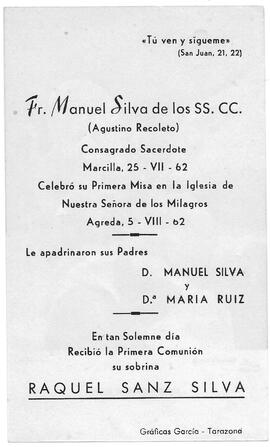 «Tú ven y sígueme»
(San Juan, 21, 22)
Fr. Manuel Silva de los SS. CC.
(Agustino Recoleto)
Consagrado Sacerdote
Marcilla, 25 - VII - 62
Celebró su Primera Misa en la Iglesia de
Nuestra Señora de los Milagros
Agreda, 5 - VIII - 62
Le apadrinaron sus Padres
D. MANUEL SILVA
y
D.ª MARIA RUIZ
En tan Solemne día
Recibió la Primera Comunión
su sobrina
RAQUEL SANZ SILVA
Gráficas García - Tarazona